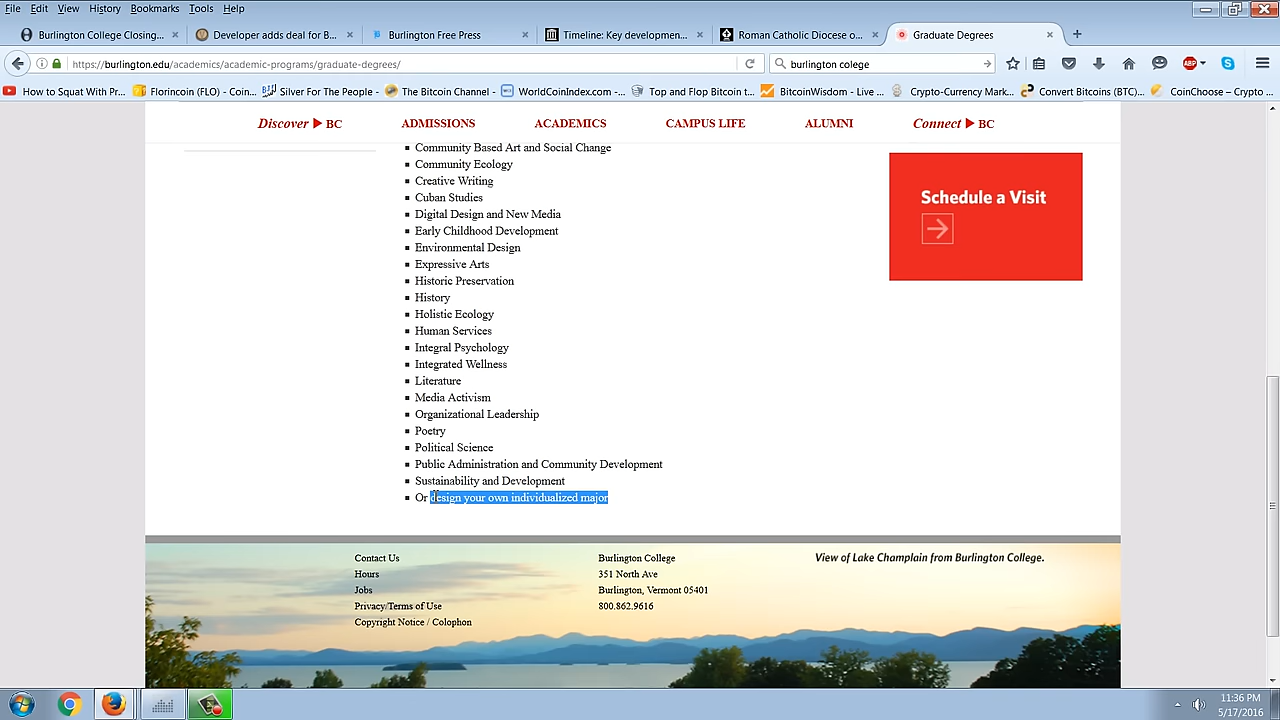 File Edit View History Bookmarks Tools Help
Burlington College Closing...
Developer adds deal for B...
Burlington Free Press
Timeline: Key developmen...
Roman Catholic Diocese o...
Graduate Degrees
https://burlington.edu/academics/academic-programs/graduate-degrees/
burlington college
How to Squat With Pr...
Florincoin (FLO) - Coin...
Silver For The People - ...
The Bitcoin Channel - ...
WorldCoinIndex.com -...
Top and Flop Bitcoin t...
BitcoinWisdom - Live ...
Crypto-Currency Mark...
Convert Bitcoins (BTC)...
CoinChoose – Crypto ...
ABP
Discover ▶ BC
ADMISSIONS
ACADEMICS
CAMPUS LIFE
ALUMNI
Connect ▶ BC
Community Based Art and Social Change
Community Ecology
Creative Writing
Cuban Studies
Digital Design and New Media
Early Childhood Development
Environmental Design
Expressive Arts
Historic Preservation
History
Holistic Ecology
Human Services
Integral Psychology
Integrated Wellness
Literature
Media Activism
Organizational Leadership
Poetry
Political Science
Public Administration and Community Development
Sustainability and Development
Or design your own individualized major
Schedule a Visit
Contact Us
Hours
Jobs
Privacy/Terms of Use
Copyright Notice / Colophon
Burlington College
351 North Ave
Burlington, Vermont 05401
800.862.9616
View of Lake Champlain from Burlington College.
11:36 PM
5/17/2016